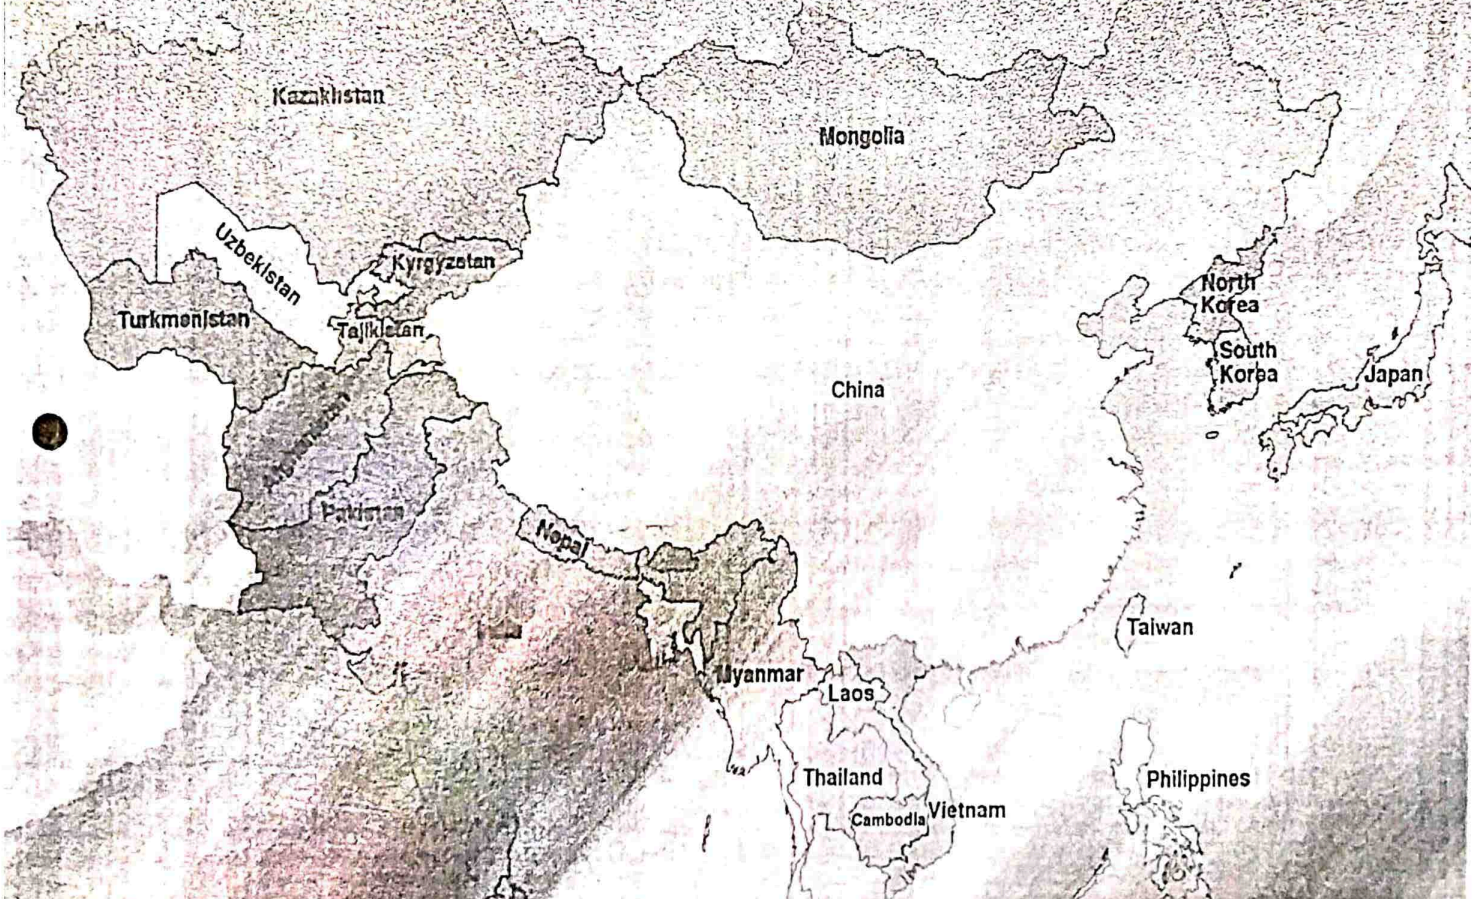 Kazakhstan
Mongolia
Uzbekistan
Kyrgyzstan
North
Korea
Turkmenistan
Tajikistan
South
Korea
Japan
China
Pakistan
Nepal
Taiwan
Myanmar
Laos
Thailand
Philippines
Cambodia
Vietnam